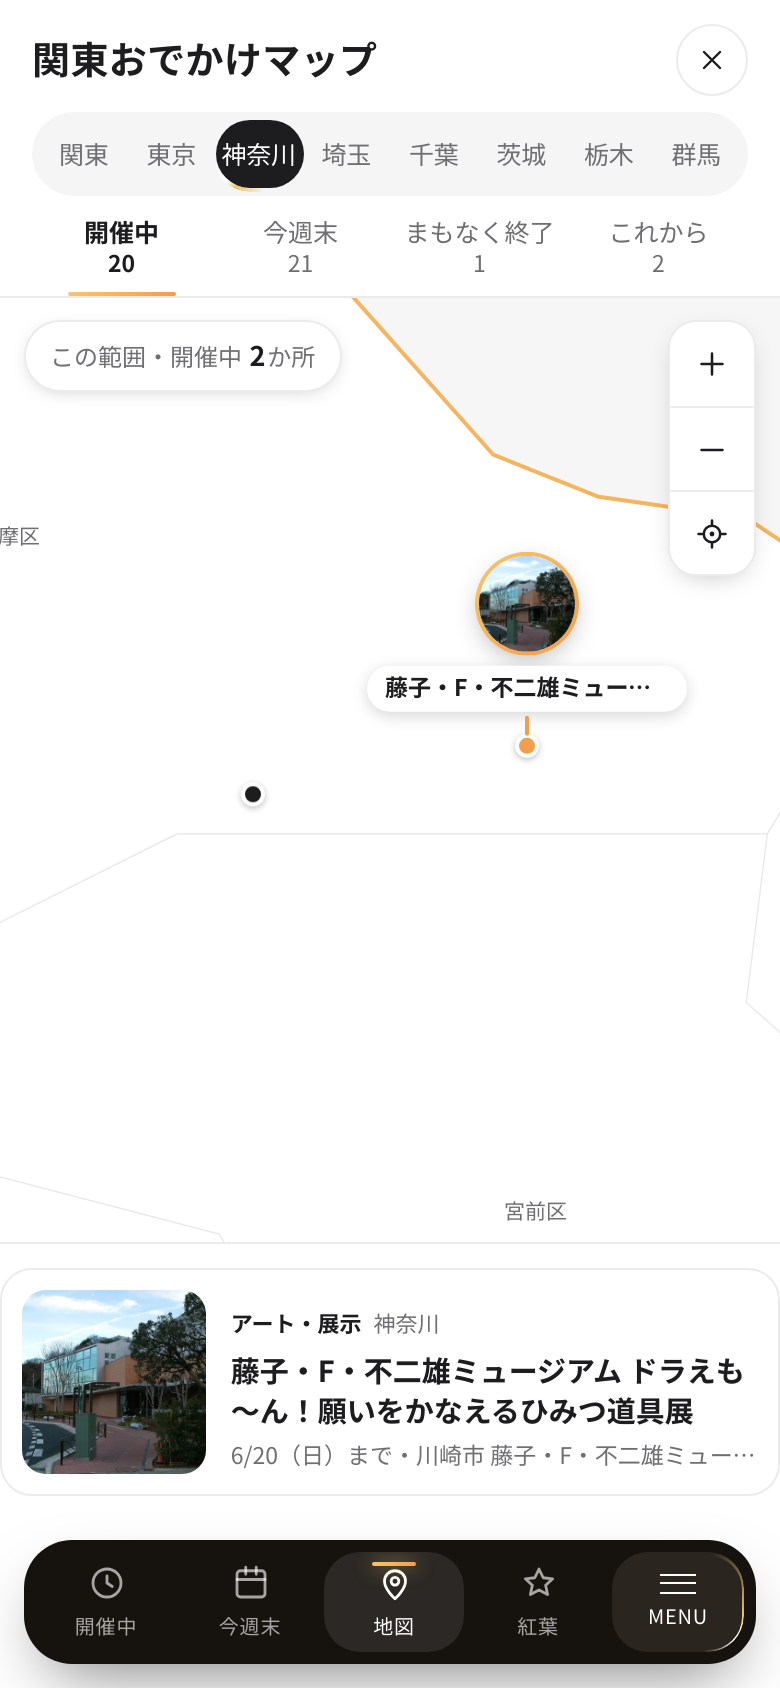 関東おでかけマップ
関東 東京 神奈川 埼玉 千葉 茨城 栃木 群馬
開催中 今週末 まもなく終了 これから
20 21 1 2
この範囲・開催中 2か所
摩区
藤子・F・不二雄ミュー…
宮前区
アート・展示 神奈川
藤子・F・不二雄ミュージアム ドラえも
〜ん！願いをかなえるひみつ道具展
6/20（日）まで・川崎市 藤子・F・不二雄ミュー…
開催中 今週末 地図 紅葉 MENU